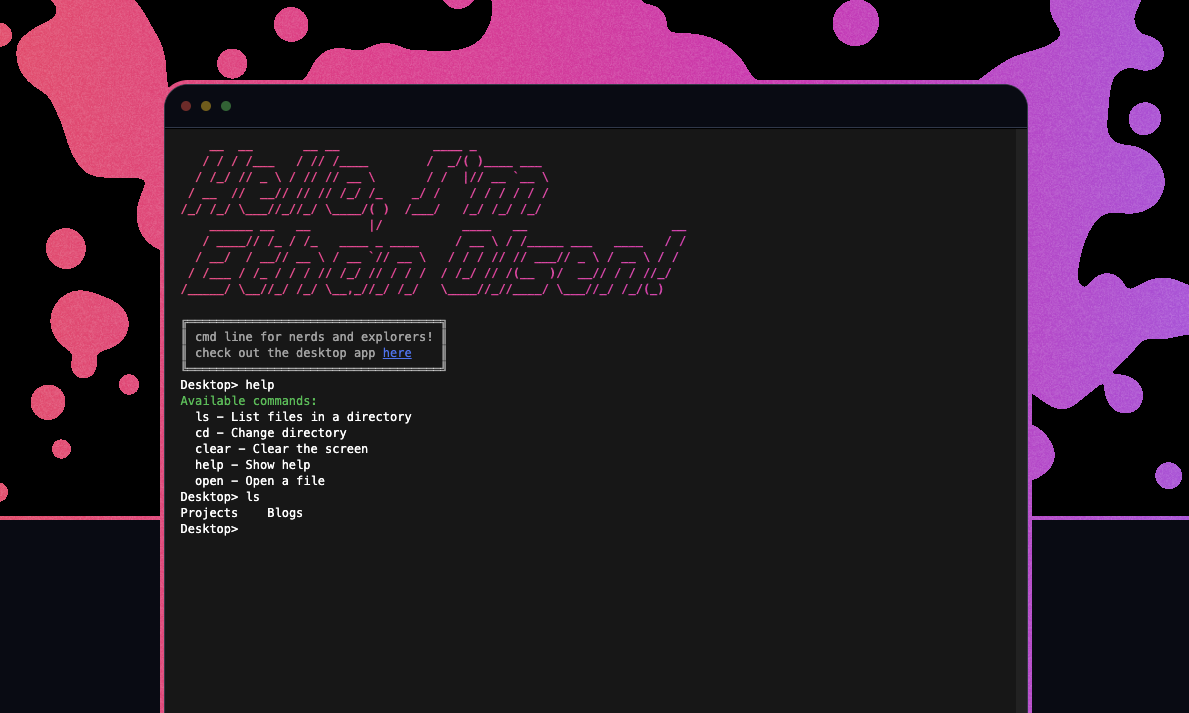 Hello, I'm
Ethan Olsen!
cmd line for nerds and explorers!
check out the desktop app here
Desktop> help
Available commands:
ls – List files in a directory
cd – Change directory
clear – Clear the screen
help – Show help
open – Open a file
Desktop> ls
Projects    Blogs
Desktop>